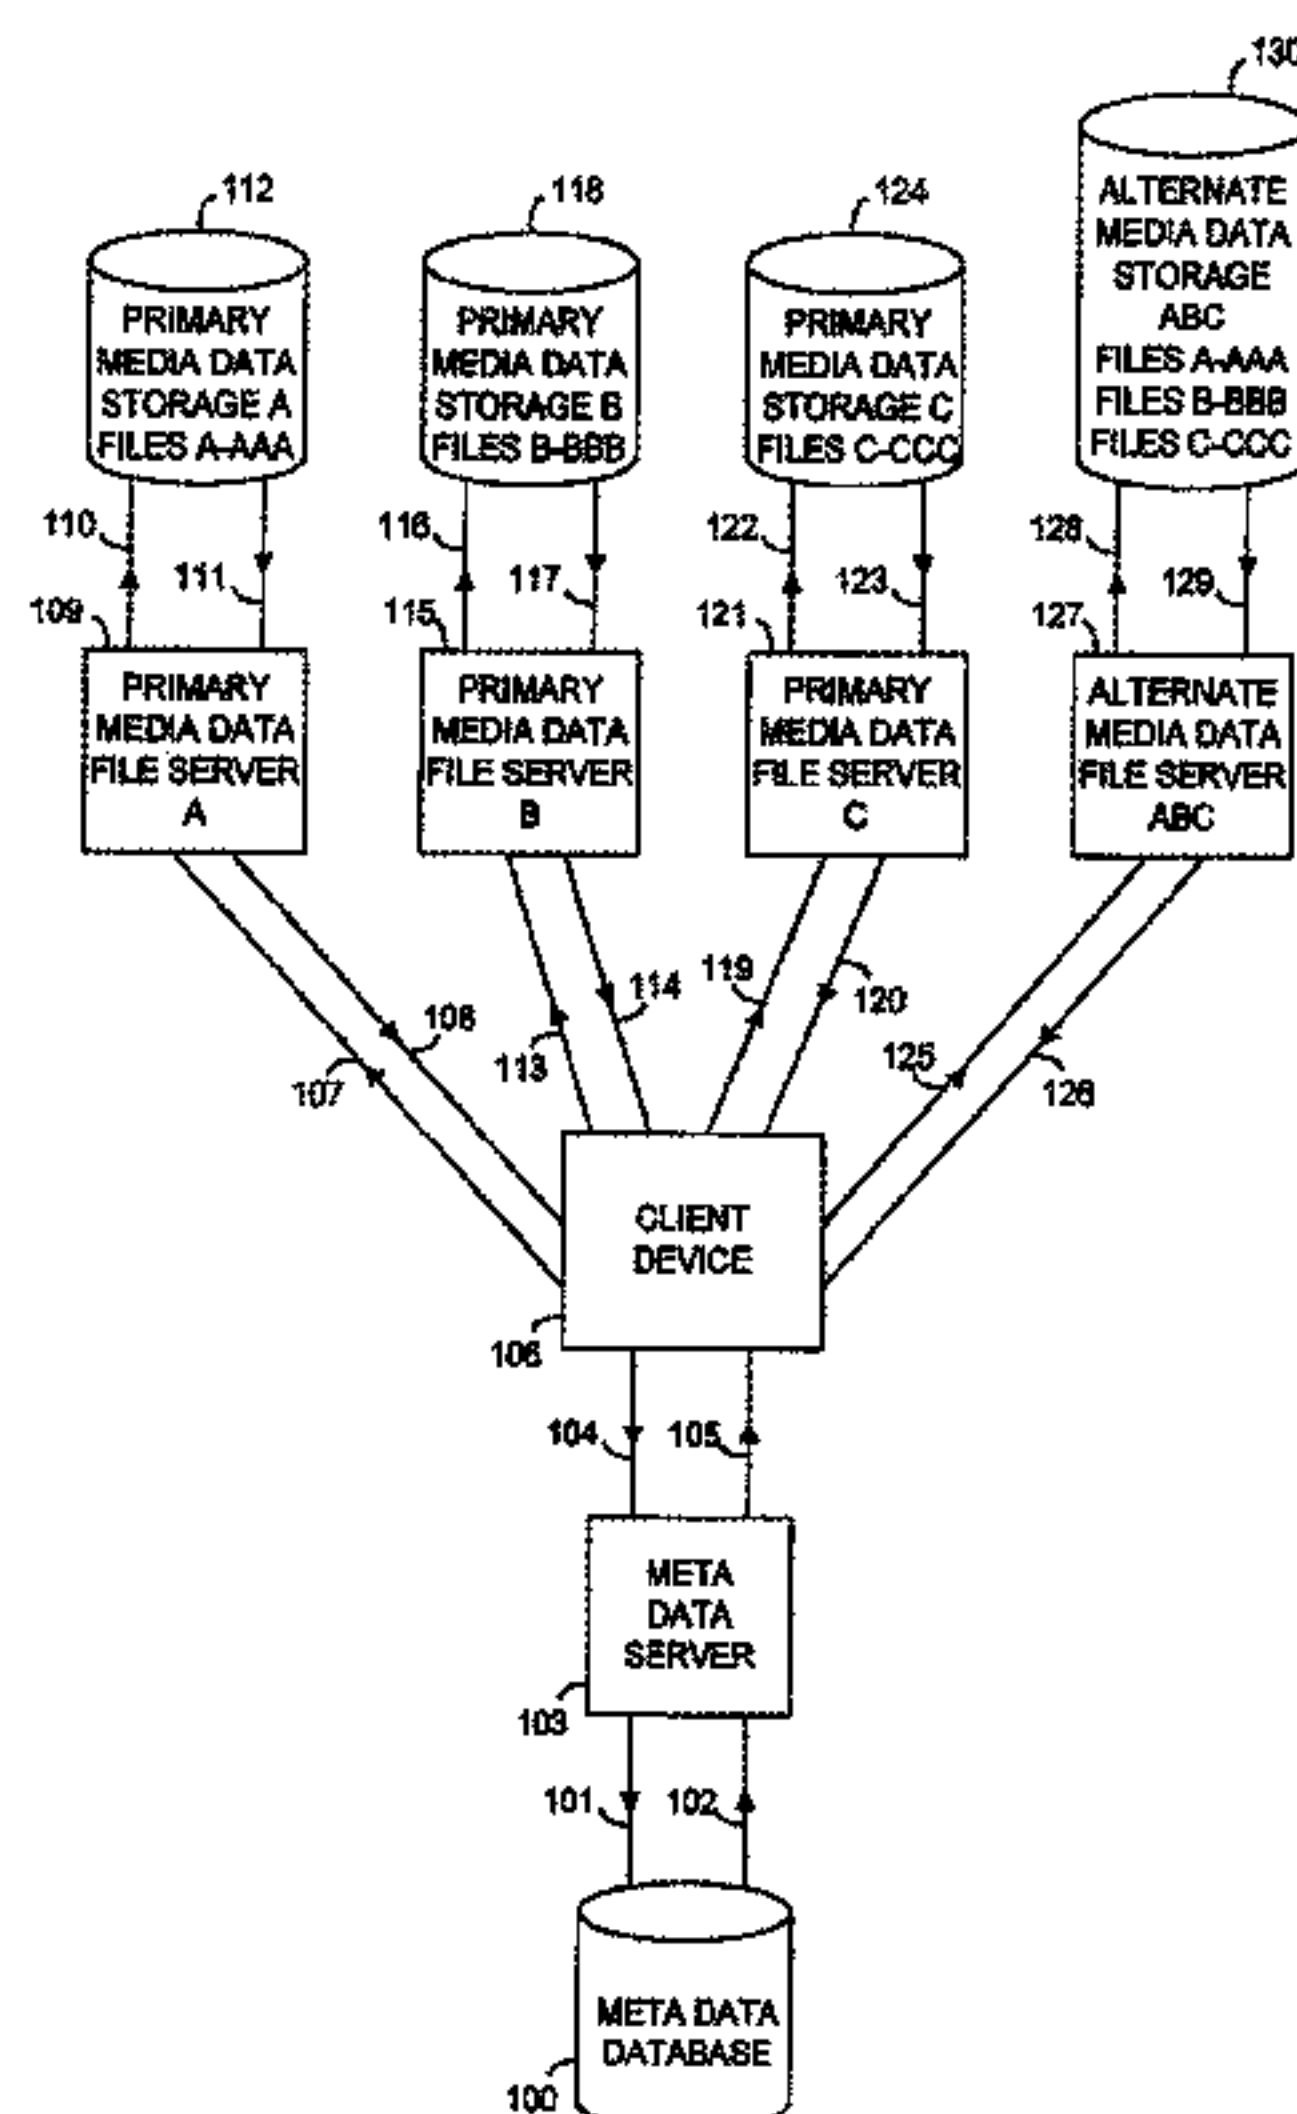 130
112
118
124
ALTERNATE
MEDIA DATA
STORAGE
ABC
FILES A-AAA
FILES B-BBB
FILES C-CCC
PRIMARY
MEDIA DATA
STORAGE A
FILES A-AAA
PRIMARY
MEDIA DATA
STORAGE B
FILES B-BBB
PRIMARY
MEDIA DATA
STORAGE C
FILES C-CCC
110
111
116
117
122
123
128
129
109
115
121
127
PRIMARY
MEDIA DATA
FILE SERVER
A
PRIMARY
MEDIA DATA
FILE SERVER
B
PRIMARY
MEDIA DATA
FILE SERVER
C
ALTERNATE
MEDIA DATA
FILE SERVER
ABC
107
108
113
114
119
120
125
126
CLIENT
DEVICE
106
104
105
META
DATA
SERVER
103
101
102
META DATA
DATABASE
100